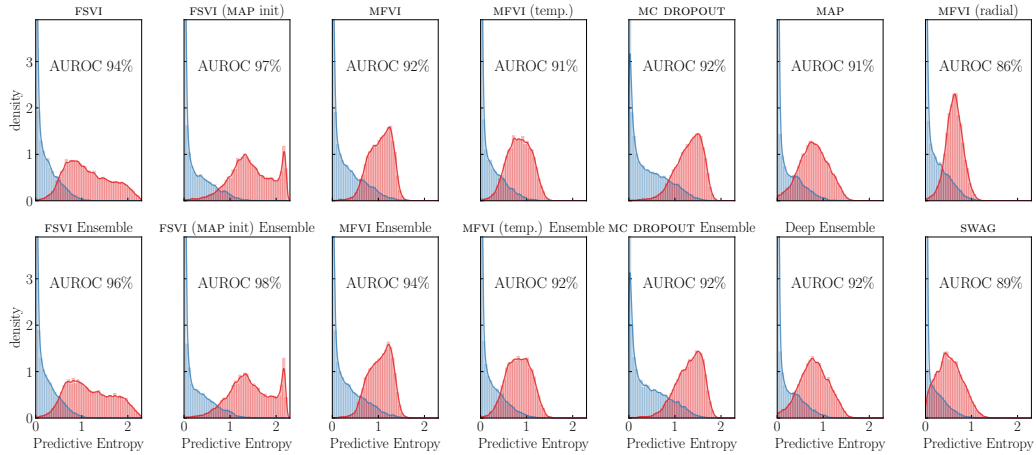 FSVI FSVI (MAP init) MFVI MFVI (temp.) MC DROPOUT MAP MFVI (radial)
3
AUROC 94% AUROC 97% AUROC 92% AUROC 91% AUROC 92% AUROC 91% AUROC 86%
density
2
1
0
FSVI Ensemble FSVI (MAP init) Ensemble MFVI Ensemble MFVI (temp.) Ensemble MC DROPOUT Ensemble Deep Ensemble SWAG
3
AUROC 96% AUROC 98% AUROC 94% AUROC 92% AUROC 92% AUROC 92% AUROC 89%
density
2
1
0
0 1 2 0 1 2 0 1 2 0 1 2 0 1 2 0 1 2 0 1 2
Predictive Entropy Predictive Entropy Predictive Entropy Predictive Entropy Predictive Entropy Predictive Entropy Predictive Entropy